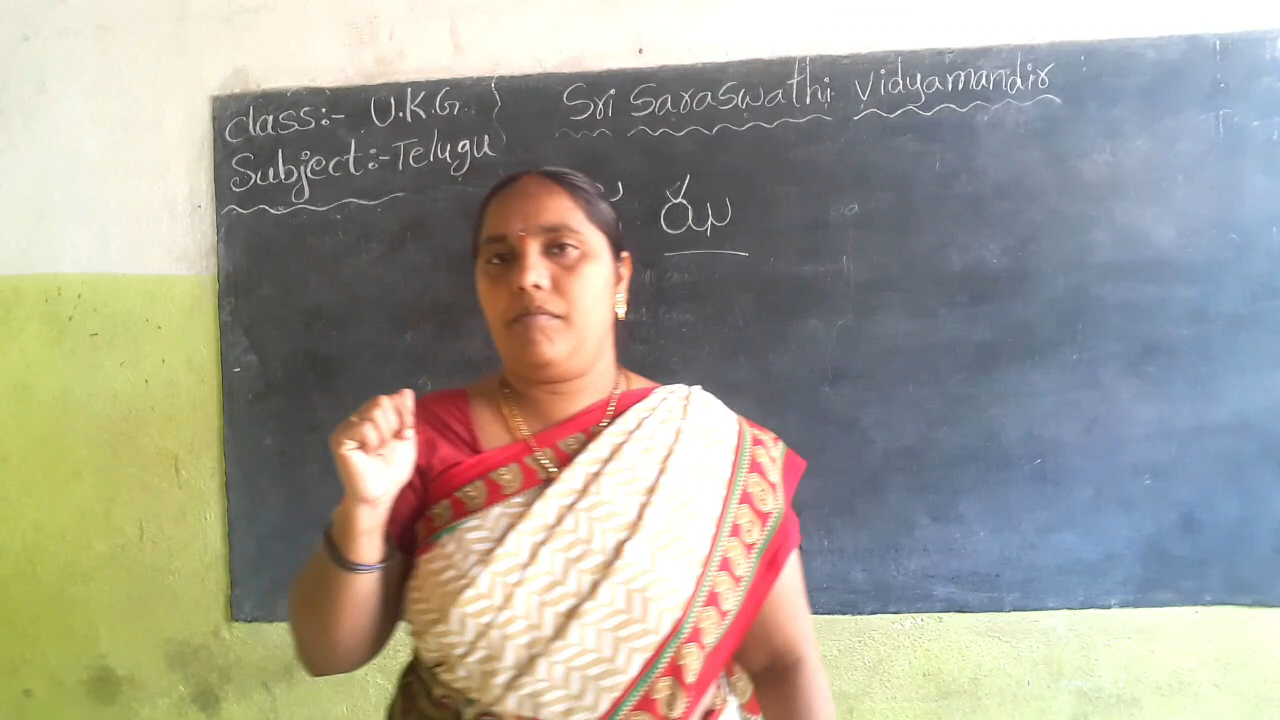 class:- U.K.G.
Sri Saraswathi vidyamandir
Subject:-Telugu
య